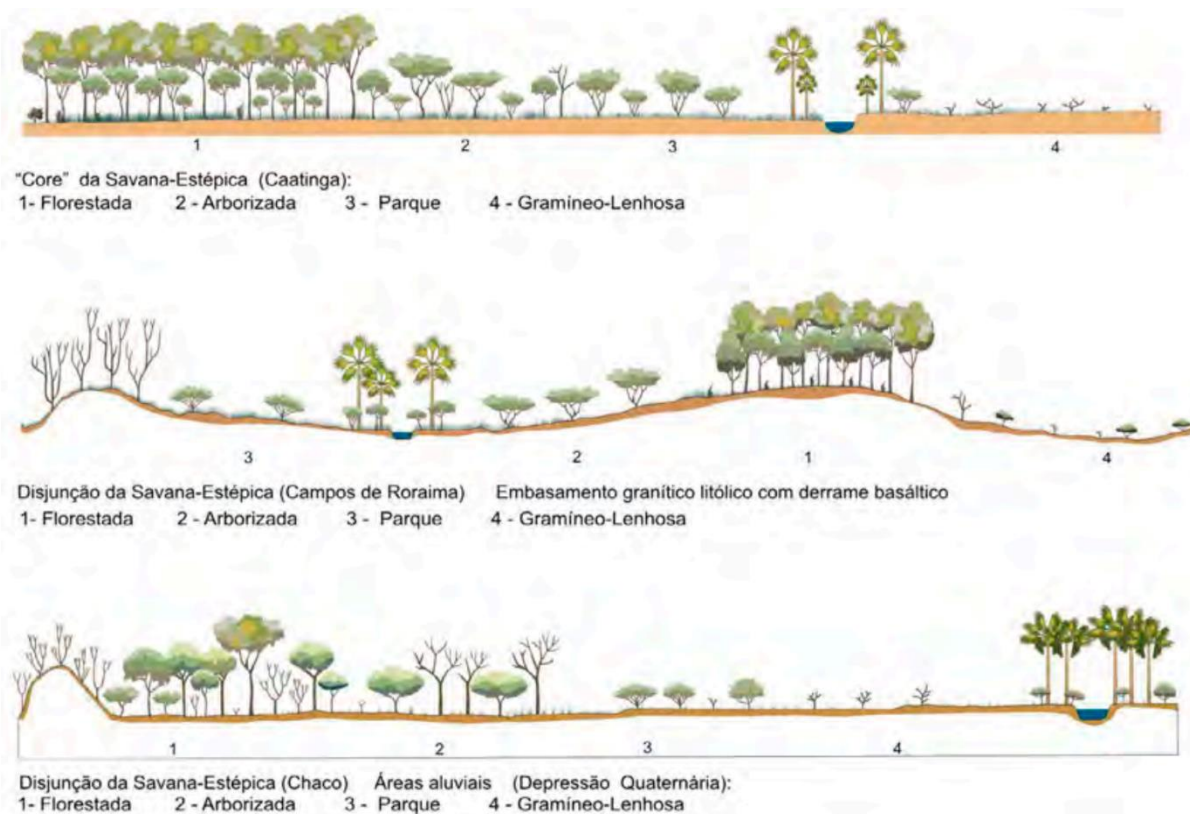 1 2 3 4
"Core" da Savana-Estépica (Caatinga):
1- Florestada 2 - Arborizada 3 - Parque 4 - Gramíneo-Lenhosa
3 2 1 4
Disjunção da Savana-Estépica (Campos de Roraima) Embasamento granítico litólico com derrame basáltico
1- Florestada 2 - Arborizada 3 - Parque 4 - Gramíneo-Lenhosa
1 2 3 4
Disjunção da Savana-Estépica (Chaco) Áreas aluviais (Depressão Quaternária):
1- Florestada 2 - Arborizada 3 - Parque 4 - Gramíneo-Lenhosa